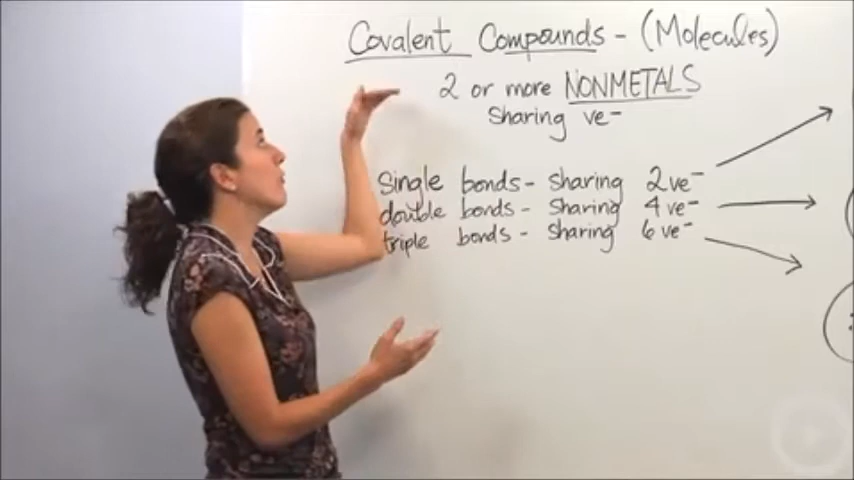 Covalent Compounds - (Molecules)
2 or more NONMETALS
sharing ve⁻
single bonds - sharing 2 ve⁻
double bonds - sharing 4 ve⁻
triple bonds - sharing 6 ve⁻